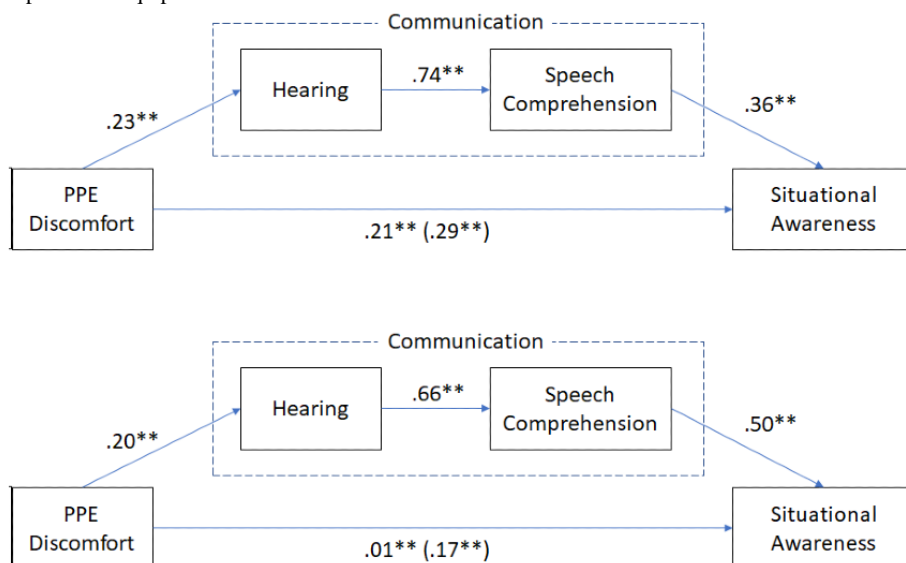 Communication
Hearing
.74**
Speech
Comprehension
.23**
.36**
PPE
Discomfort
Situational
Awareness
.21** (.29**)
Communication
Hearing
.66**
Speech
Comprehension
.20**
.50**
PPE
Discomfort
Situational
Awareness
.01** (.17**)